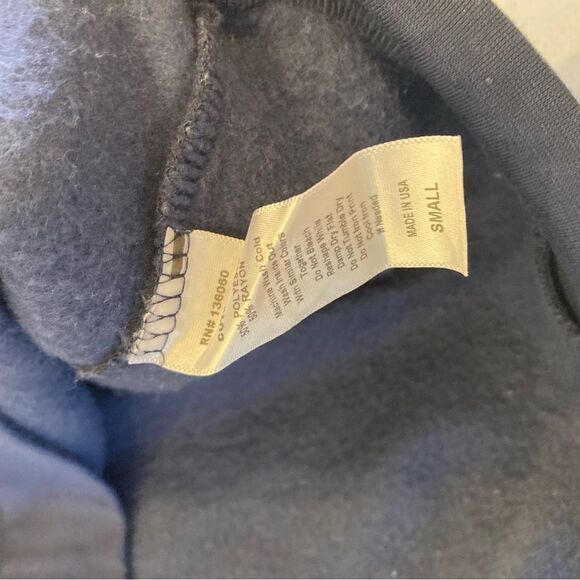 RN# 136060
50% POLYES
50% RAYON
Machine Wash Cold
Wash Inside Out
With Similar Colors
Together
Do Not Bleach
Reshape While
Damp Dry Flat
Do Not Tumble Dry
Do Not Iron Print
Cool Iron
If Needed
MADE IN USA
SMALL